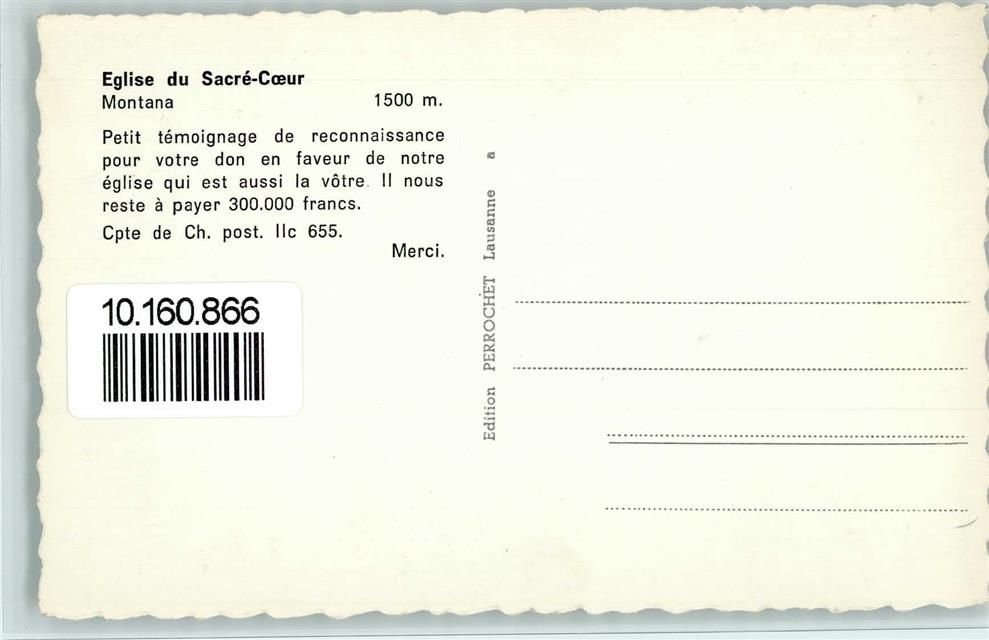 Eglise du Sacré-Cœur
Montana 1500 m.
Petit témoignage de reconnaissance
pour votre don en faveur de notre
église qui est aussi la vôtre. Il nous
reste à payer 300.000 francs.
Cpte de Ch. post. IIc 655.
Merci.
10.160.866
Edition PERROCHET Lausanne a